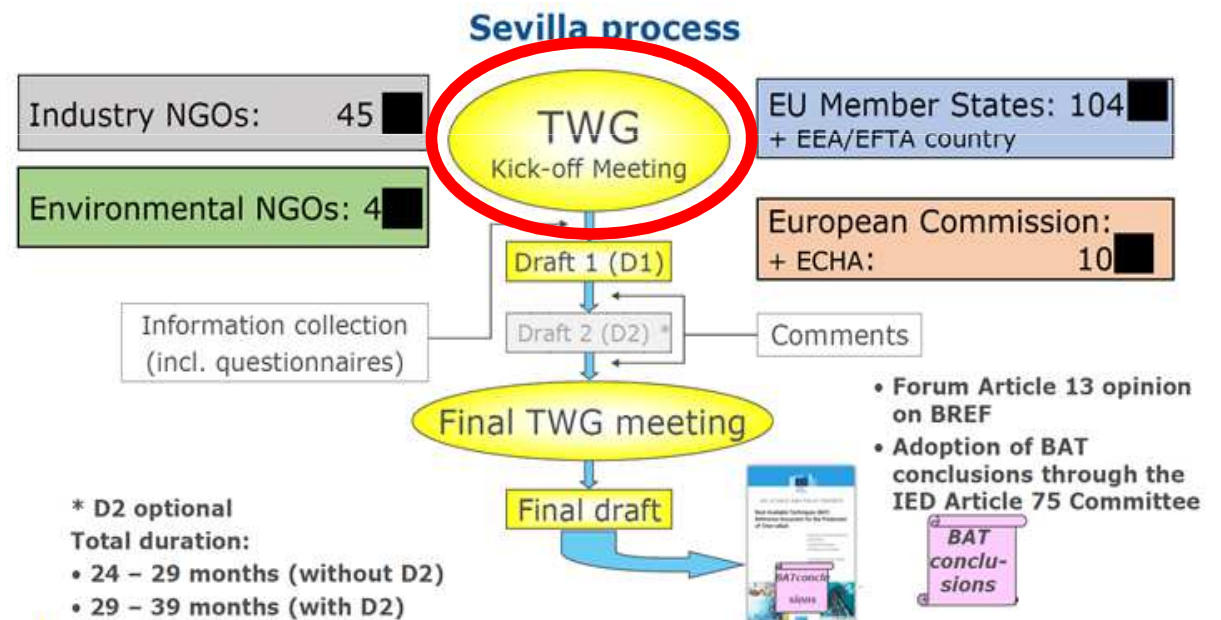 Sevilla process
Industry NGOs: 45
Environmental NGOs: 4
TWG
Kick-off Meeting
EU Member States: 104
+ EEA/EFTA country
European Commission:
+ ECHA: 10
Draft 1 (D1)
Information collection
(incl. questionnaires)
Draft 2 (D2) *
Comments
Final TWG meeting
• Forum Article 13 opinion
on BREF
• Adoption of BAT
conclusions through the
IED Article 75 Committee
Final draft
* D2 optional
Total duration:
• 24 – 29 months (without D2)
• 29 – 39 months (with D2)
BAT
conclu-
sions